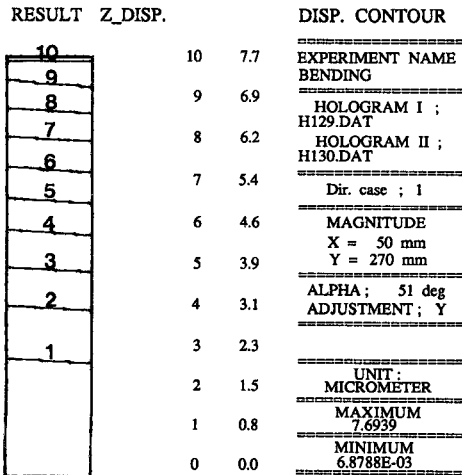 RESULT Z_DISP.
10
9
8
7
6
5
4
3
2
1
10 7.7
9 6.9
8 6.2
7 5.4
6 4.6
5 3.9
4 3.1
3 2.3
2 1.5
1 0.8
0 0.0
DISP. CONTOUR
EXPERIMENT NAME
BENDING
HOLOGRAM I ;
H129.DAT
HOLOGRAM II ;
H130.DAT
Dir. case ; 1
MAGNITUDE
X = 50 mm
Y = 270 mm
ALPHA ; 51 deg
ADJUSTMENT ; Y
UNIT :
MICROMETER
MAXIMUM
7.6939
MINIMUM
6.8788E-03